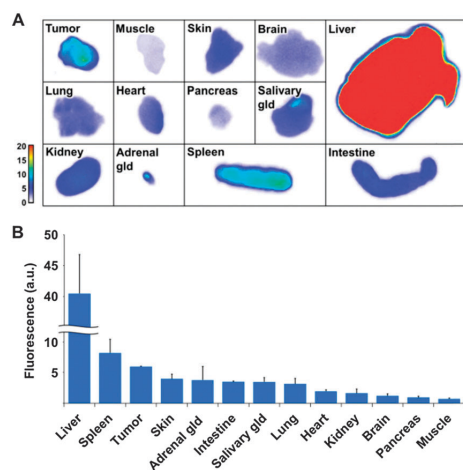 A
Tumor Muscle Skin Brain Liver
Lung Heart Pancreas Salivary
gld
20
15
10
5
0
Kidney Adrenal
gld Spleen Intestine
B
Fluorescence (a.u.)
50
45
40
10
5
Liver
Spleen
Tumor
Skin
Adrenal gld
Intestine
Salivary gld
Lung
Heart
Kidney
Brain
Pancreas
Muscle